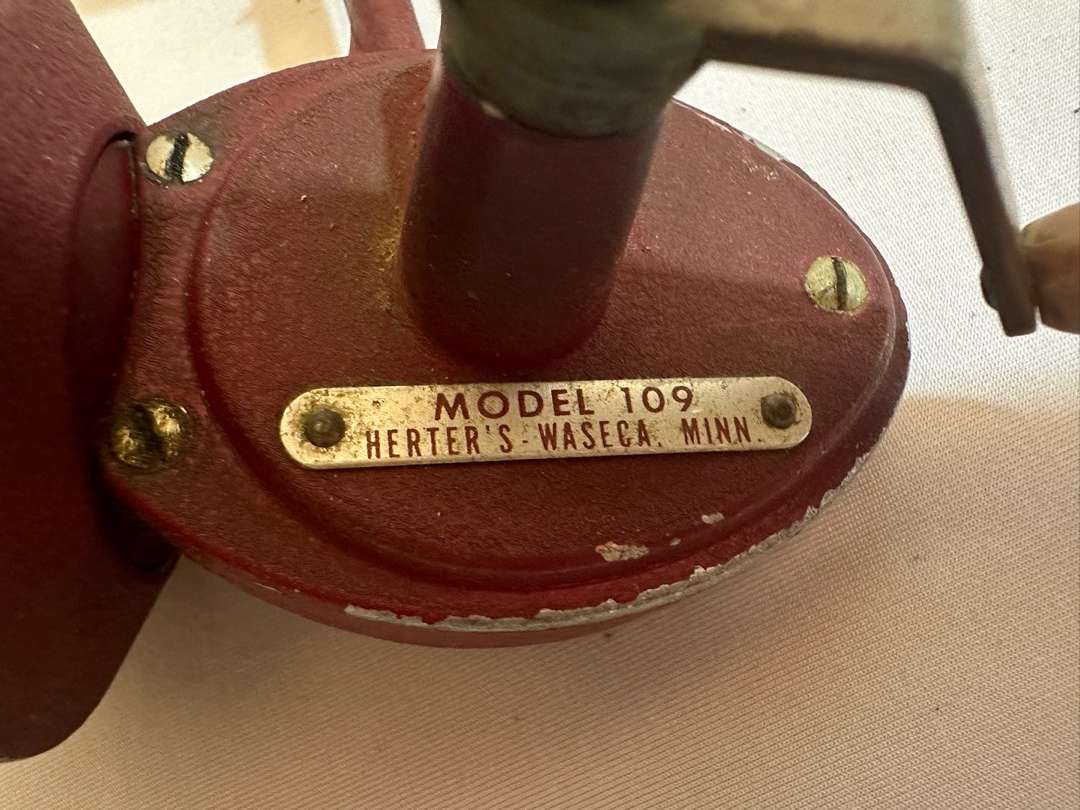 MODEL 109
HERTER'S - WASECA, MINN.